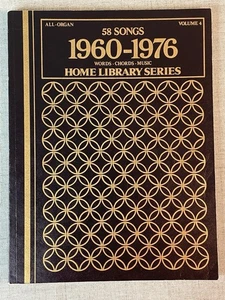 ALL-ORGAN
VOLUME 4
58 SONGS
1960-1976
WORDS-CHORDS-MUSIC
HOME LIBRARY SERIES